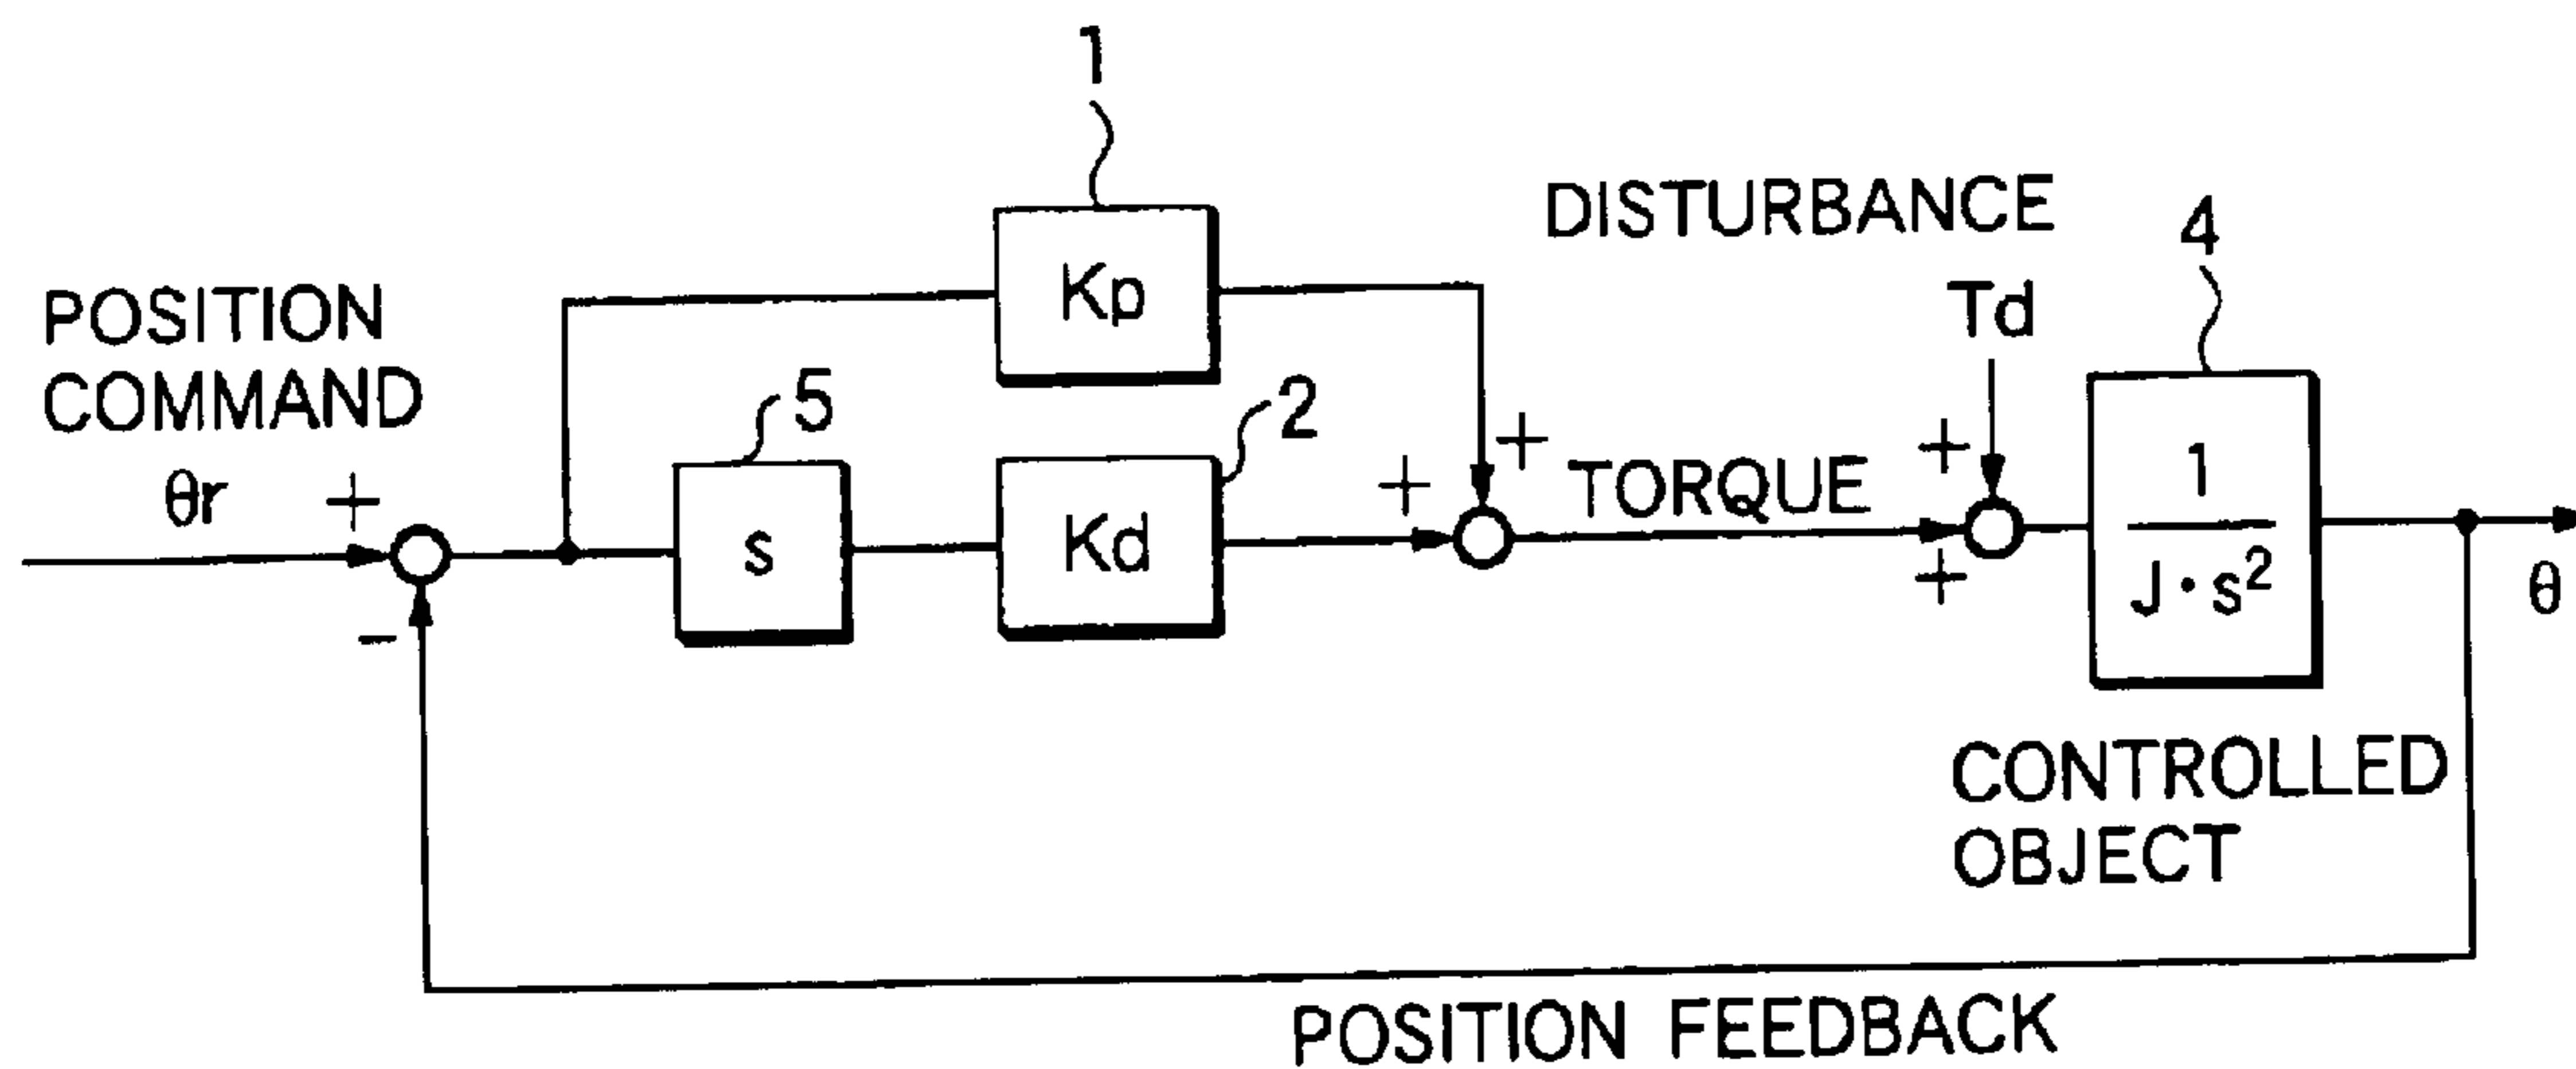 1
DISTURBANCE
4
POSITION
COMMAND
Kp
Td
5
2
θr
+
+
+
TORQUE
+
1
s
Kd
J·s²
+
θ
-
CONTROLLED
OBJECT
POSITION FEEDBACK